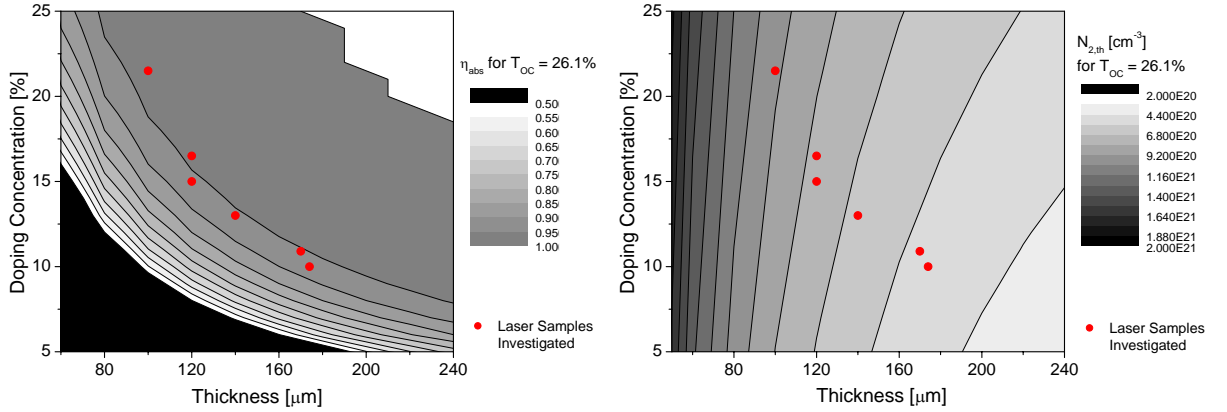 25
20
15
10
5
80 120 160 200 240
Doping Concentration [%]
Thickness [μm]
η_abs for T_OC = 26.1%
0.50
0.55
0.60
0.65
0.70
0.75
0.80
0.85
0.90
0.95
1.00
Laser Samples
Investigated
25
20
15
10
5
80 120 160 200 240
Doping Concentration [%]
Thickness [μm]
N_2,th [cm^-3]
for T_OC = 26.1%
2.000E20
4.400E20
6.800E20
9.200E20
1.160E21
1.400E21
1.640E21
1.880E21
2.000E21
Laser Samples
Investigated